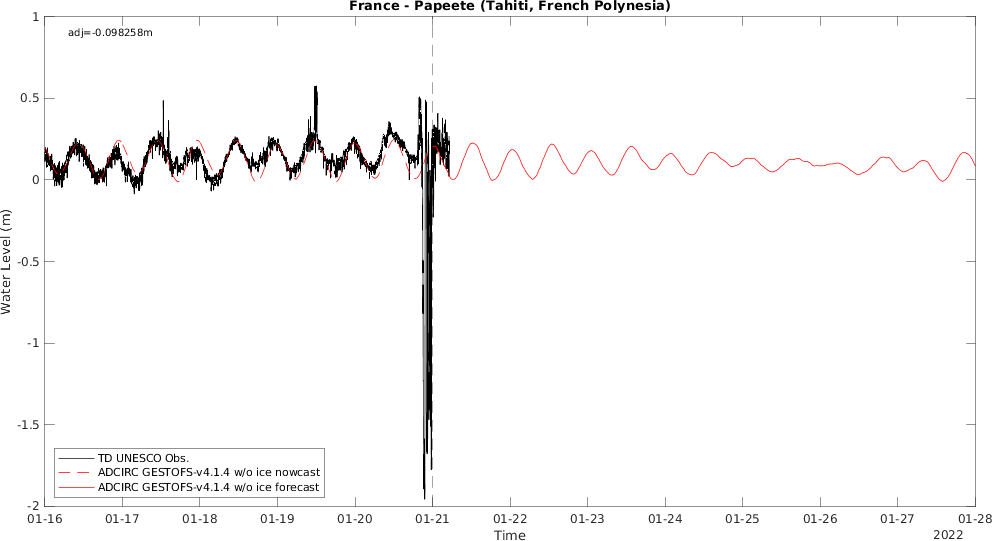 France - Papeete (Tahiti, French Polynesia)
adj=-0.098258m
1
0.5
0
-0.5
-1
-1.5
-2
Water Level (m)
TD UNESCO Obs.
ADCIRC GESTOFS-v4.1.4 w/o ice nowcast
ADCIRC GESTOFS-v4.1.4 w/o ice forecast
01-16 01-17 01-18 01-19 01-20 01-21 01-22 01-23 01-24 01-25 01-26 01-27 01-28
Time
2022